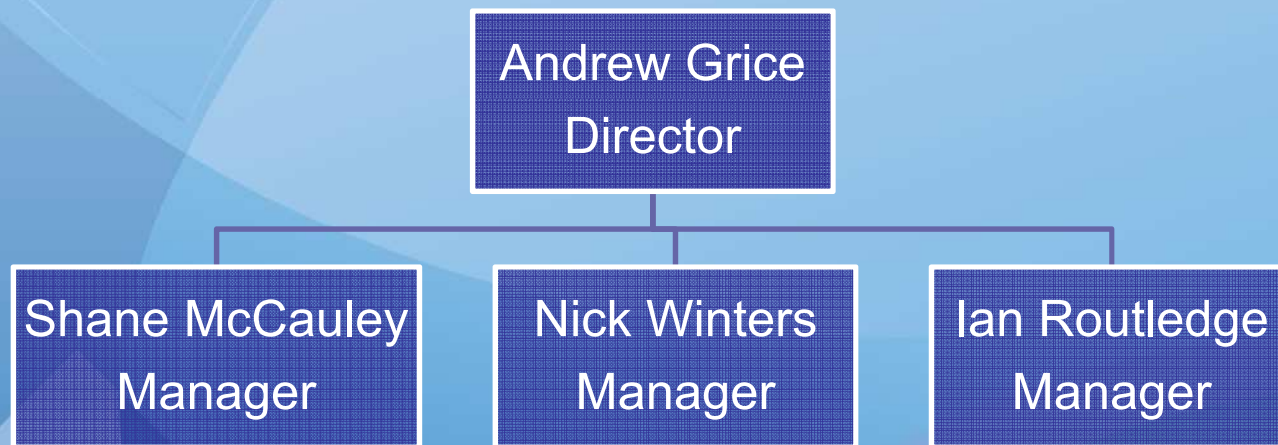 Andrew Grice
Director
Shane McCauley
Manager
Nick Winters
Manager
Ian Routledge
Manager